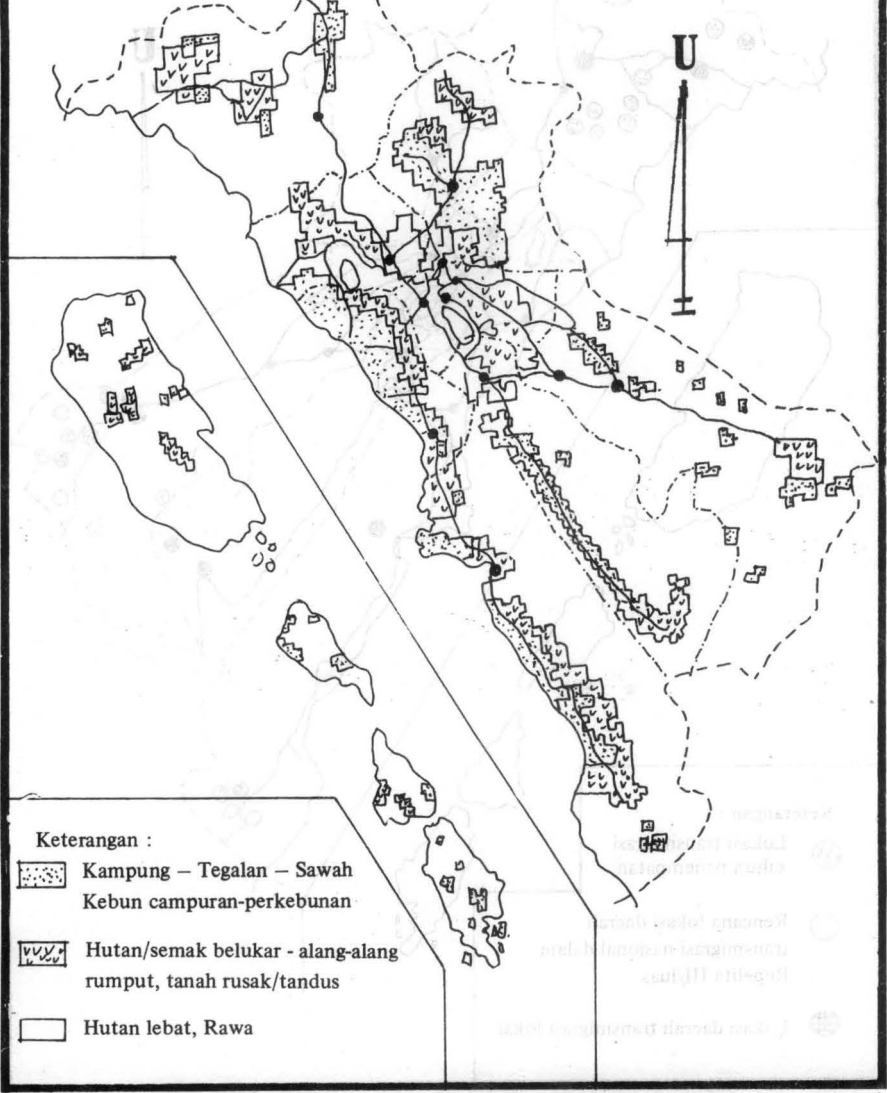 U
Keterangan :
Kampung – Tegalan – Sawah
Kebun campuran-perkebunan
Hutan/semak belukar - alang-alang
rumput, tanah rusak/tandus
Hutan lebat, Rawa